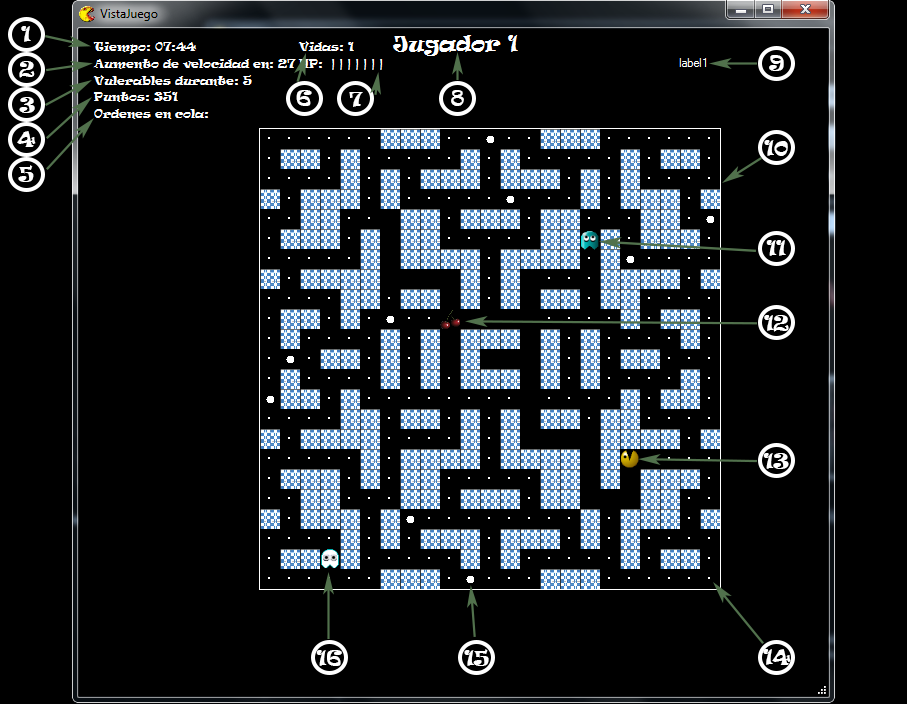 VistaJuego
1
Tiempo: 07:44
Vidas: 1
Jugador 1
2
Aumento de velocidad en: 27
HP: |||||||
label1
9
3
Vulerables durante: 5
6
7
8
4
Puntos: 351
5
Ordenes en cola:
10
11
12
13
16
15
14